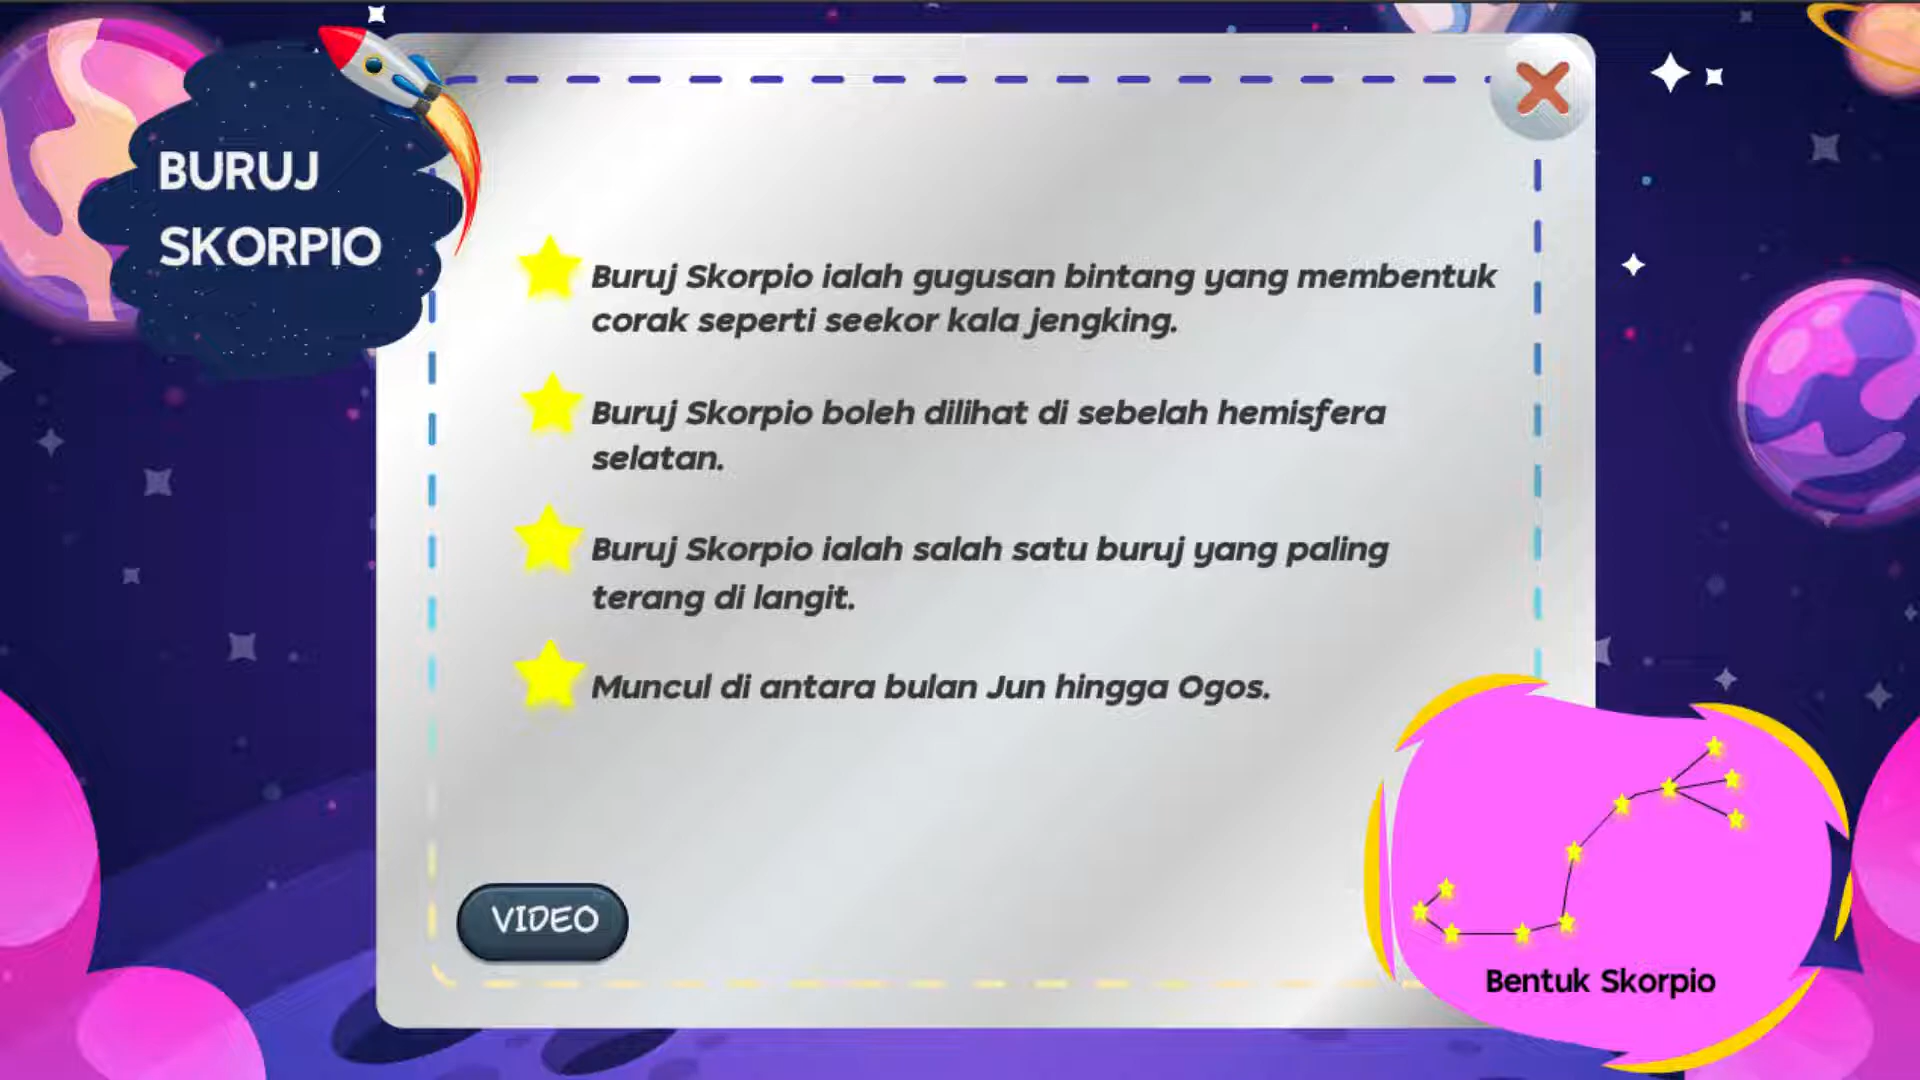 BURUJ
SKORPIO
Buruj Skorpio ialah gugusan bintang yang membentuk
corak seperti seekor kala jengking.
Buruj Skorpio boleh dilihat di sebelah hemisfera
selatan.
Buruj Skorpio ialah salah satu buruj yang paling
terang di langit.
Muncul di antara bulan Jun hingga Ogos.
VIDEO
Bentuk Skorpio